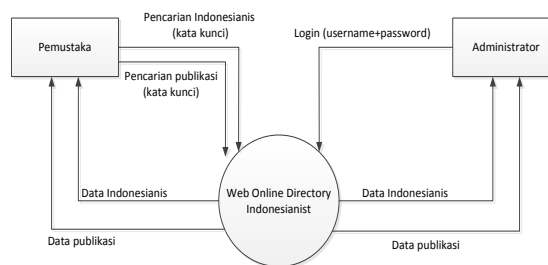 Pencarian Indonesianis
(kata kunci)
Login (username+password)
Pemustaka
Administrator
Pencarian publikasi
(kata kunci)
Web Online Directory
Indonesianist
Data Indonesianis
Data Indonesianis
Data publikasi
Data publikasi